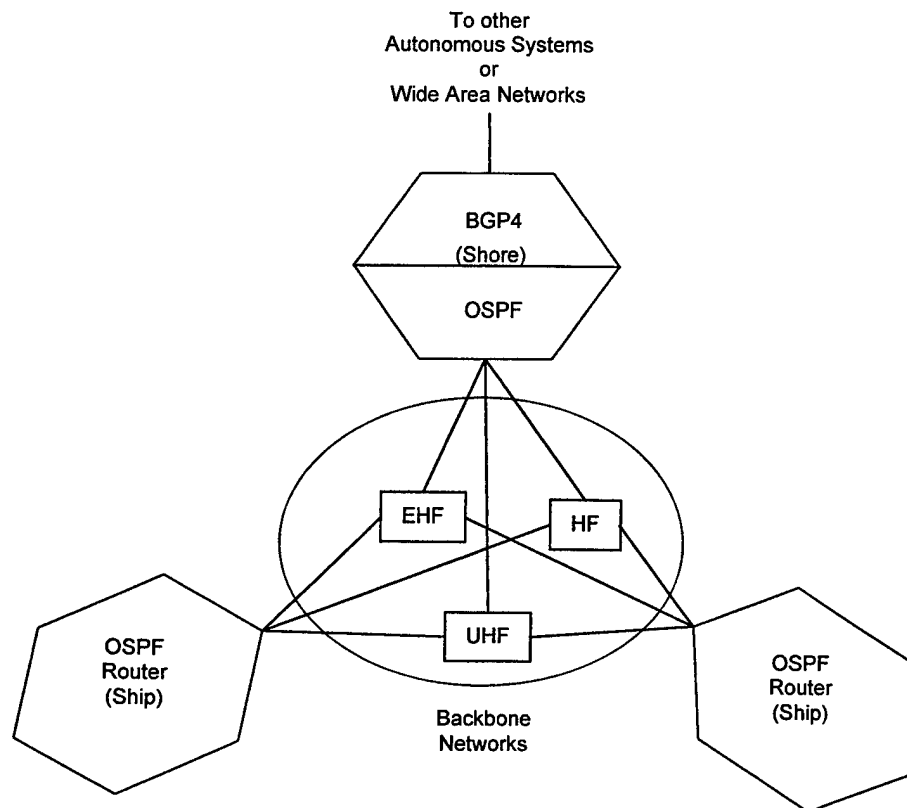 To other
Autonomous Systems
or
Wide Area Networks
BGP4
(Shore)
OSPF
EHF
HF
UHF
OSPF
Router
(Ship)
OSPF
Router
(Ship)
Backbone
Networks